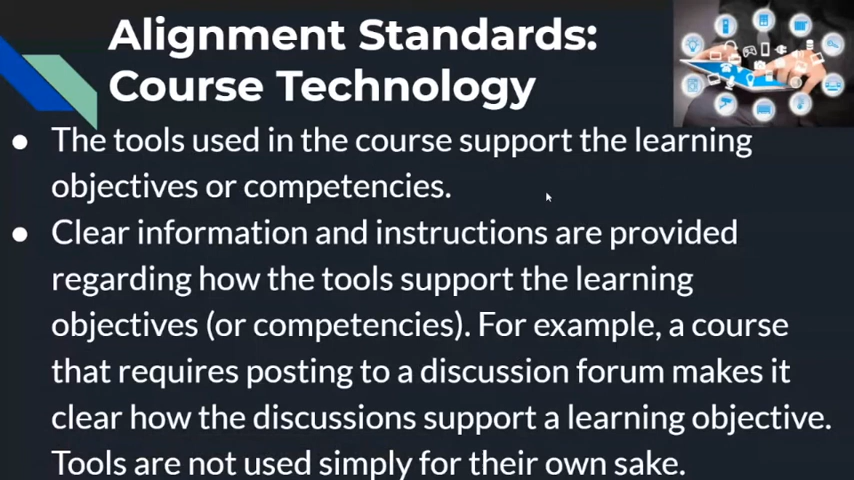 Alignment Standards:
Course Technology
● The tools used in the course support the learning
objectives or competencies.
● Clear information and instructions are provided
regarding how the tools support the learning
objectives (or competencies). For example, a course
that requires posting to a discussion forum makes it
clear how the discussions support a learning objective.
Tools are not used simply for their own sake.